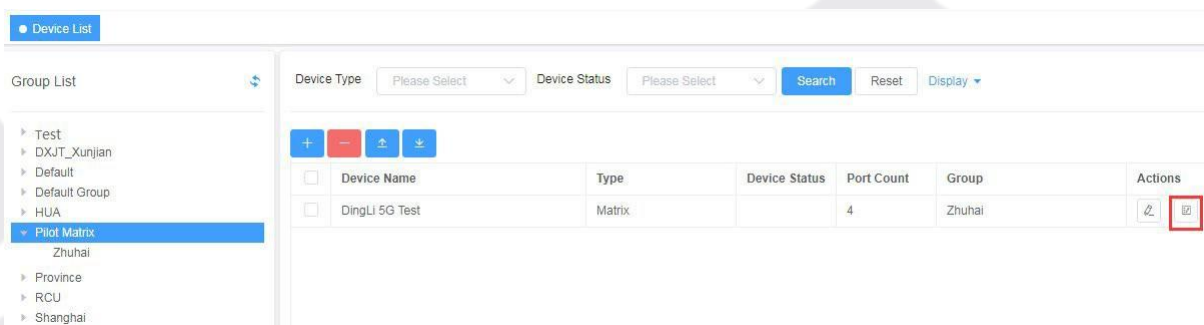 Device List
Group List
Device Type Please Select Device Status Please Select Search Reset Display
Test
DXJT_Xunjian
Default
Default Group
HUA
Pilot Matrix
Zhuhai
Province
RCU
Shanghai
Device Name Type Device Status Port Count Group Actions
DingLi 5G Test Matrix 4 Zhuhai